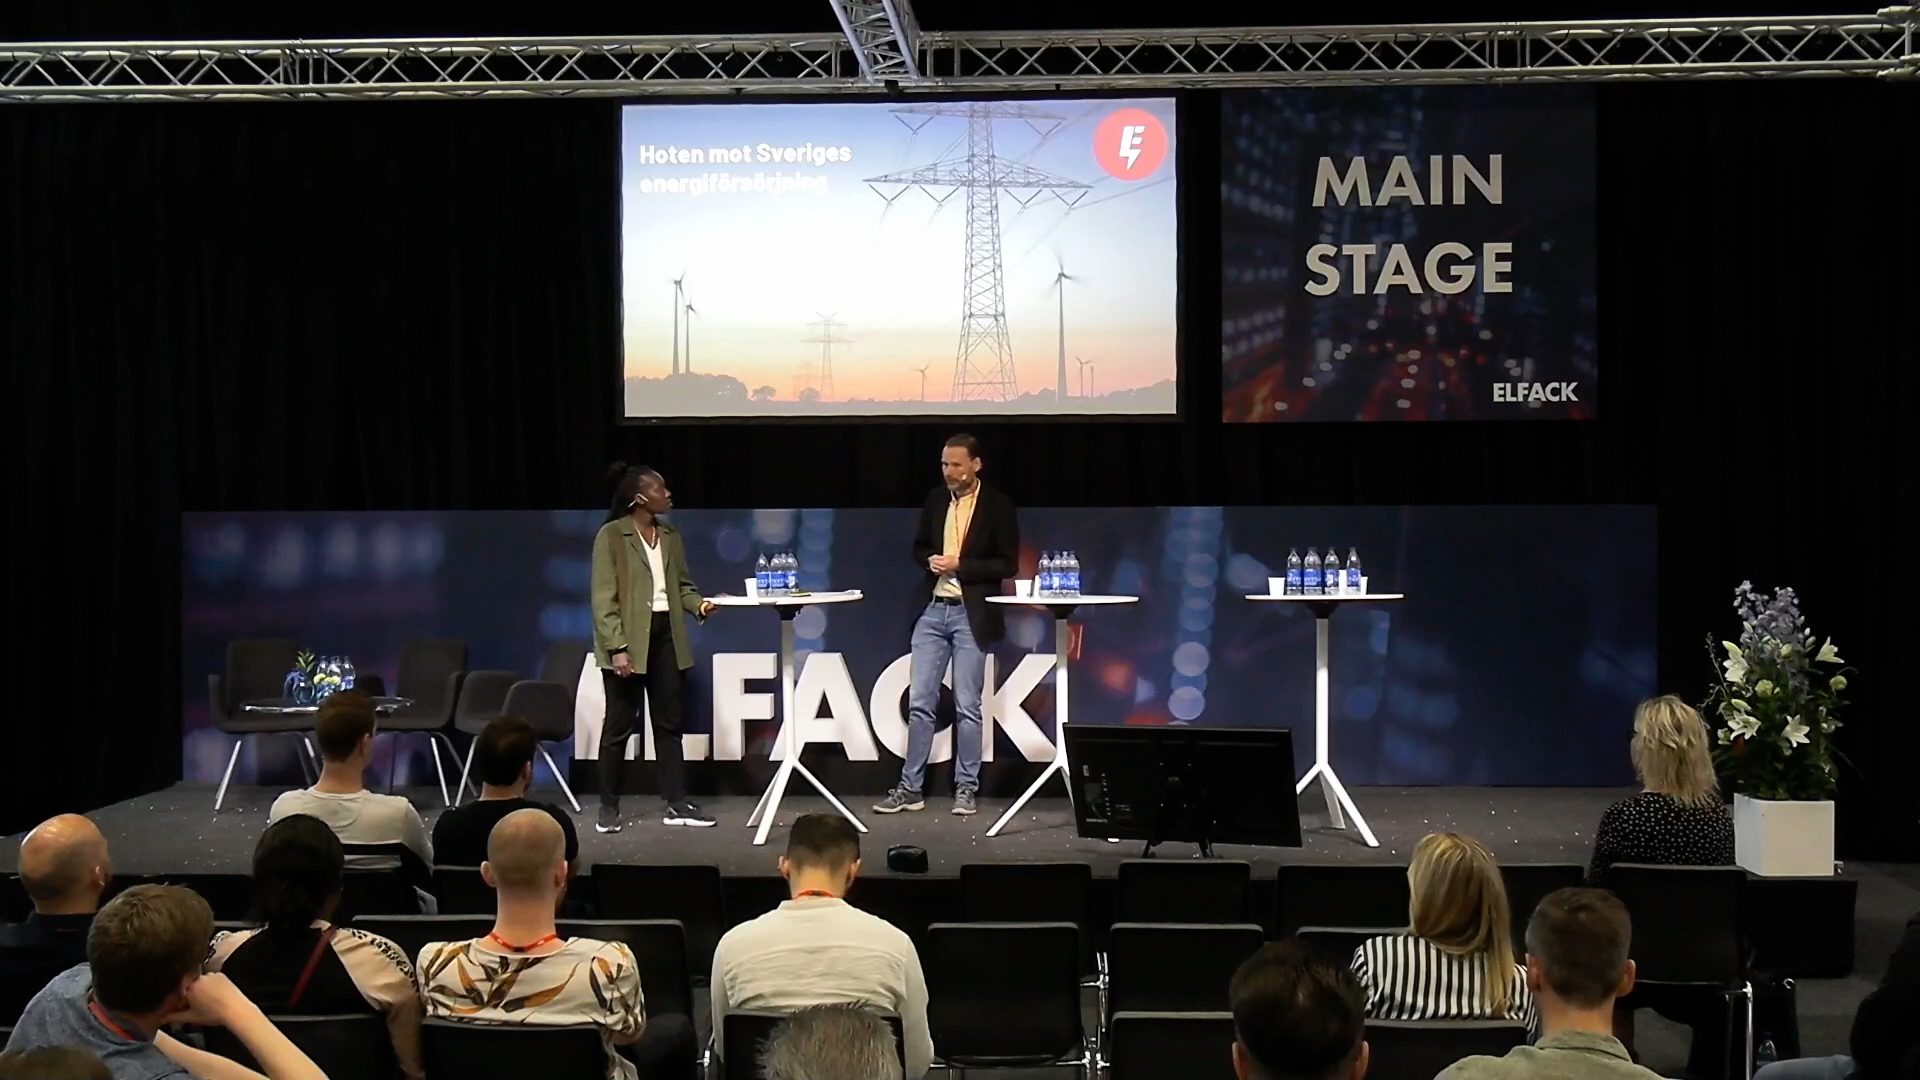 Hoten mot Sveriges
energiförsörjning
MAIN
STAGE
ELFACK
ELFACK